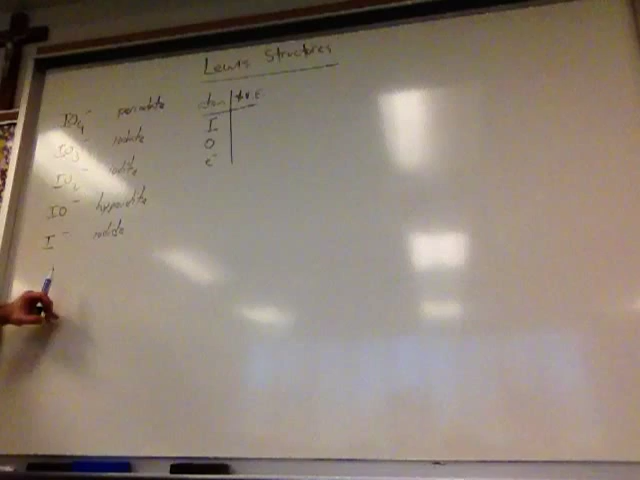 Lewis Structures
IO4- periodate
IO3- iodate
IO2- iodite
IO- hypoiodite
I- iodide
atom # v.e
I
O
e-